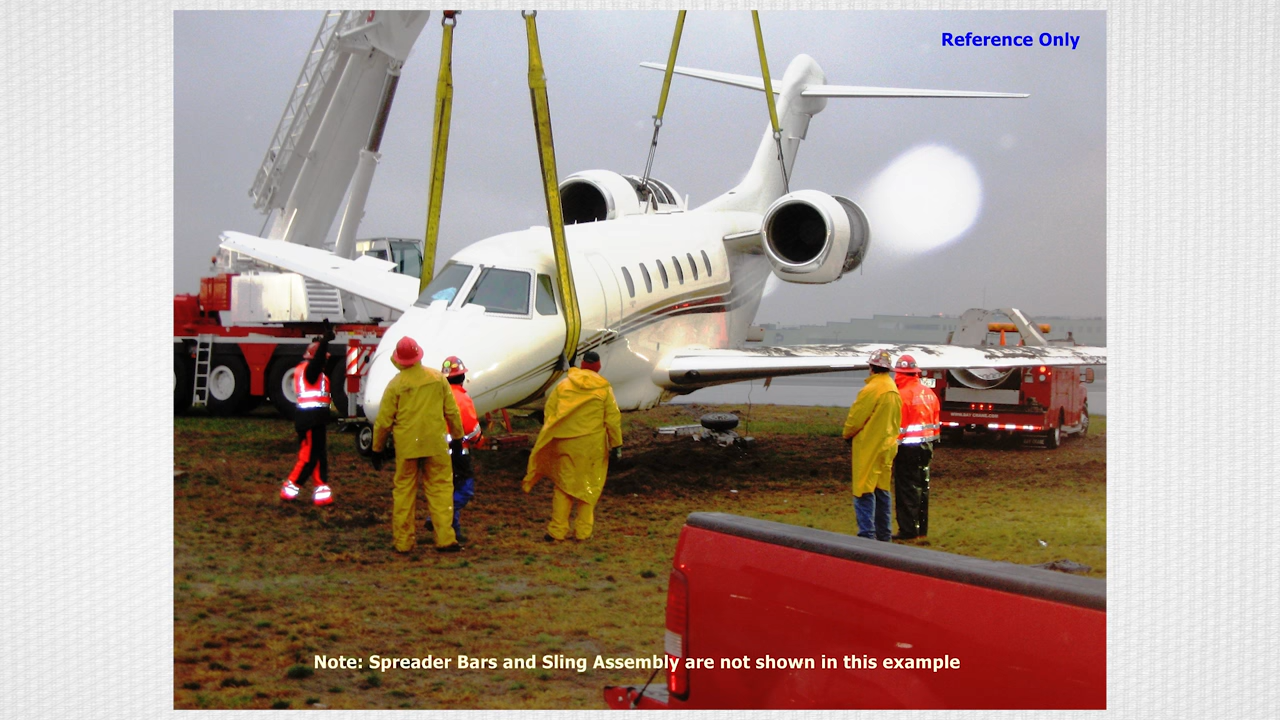 Reference Only
Note: Spreader Bars and Sling Assembly are not shown in this example